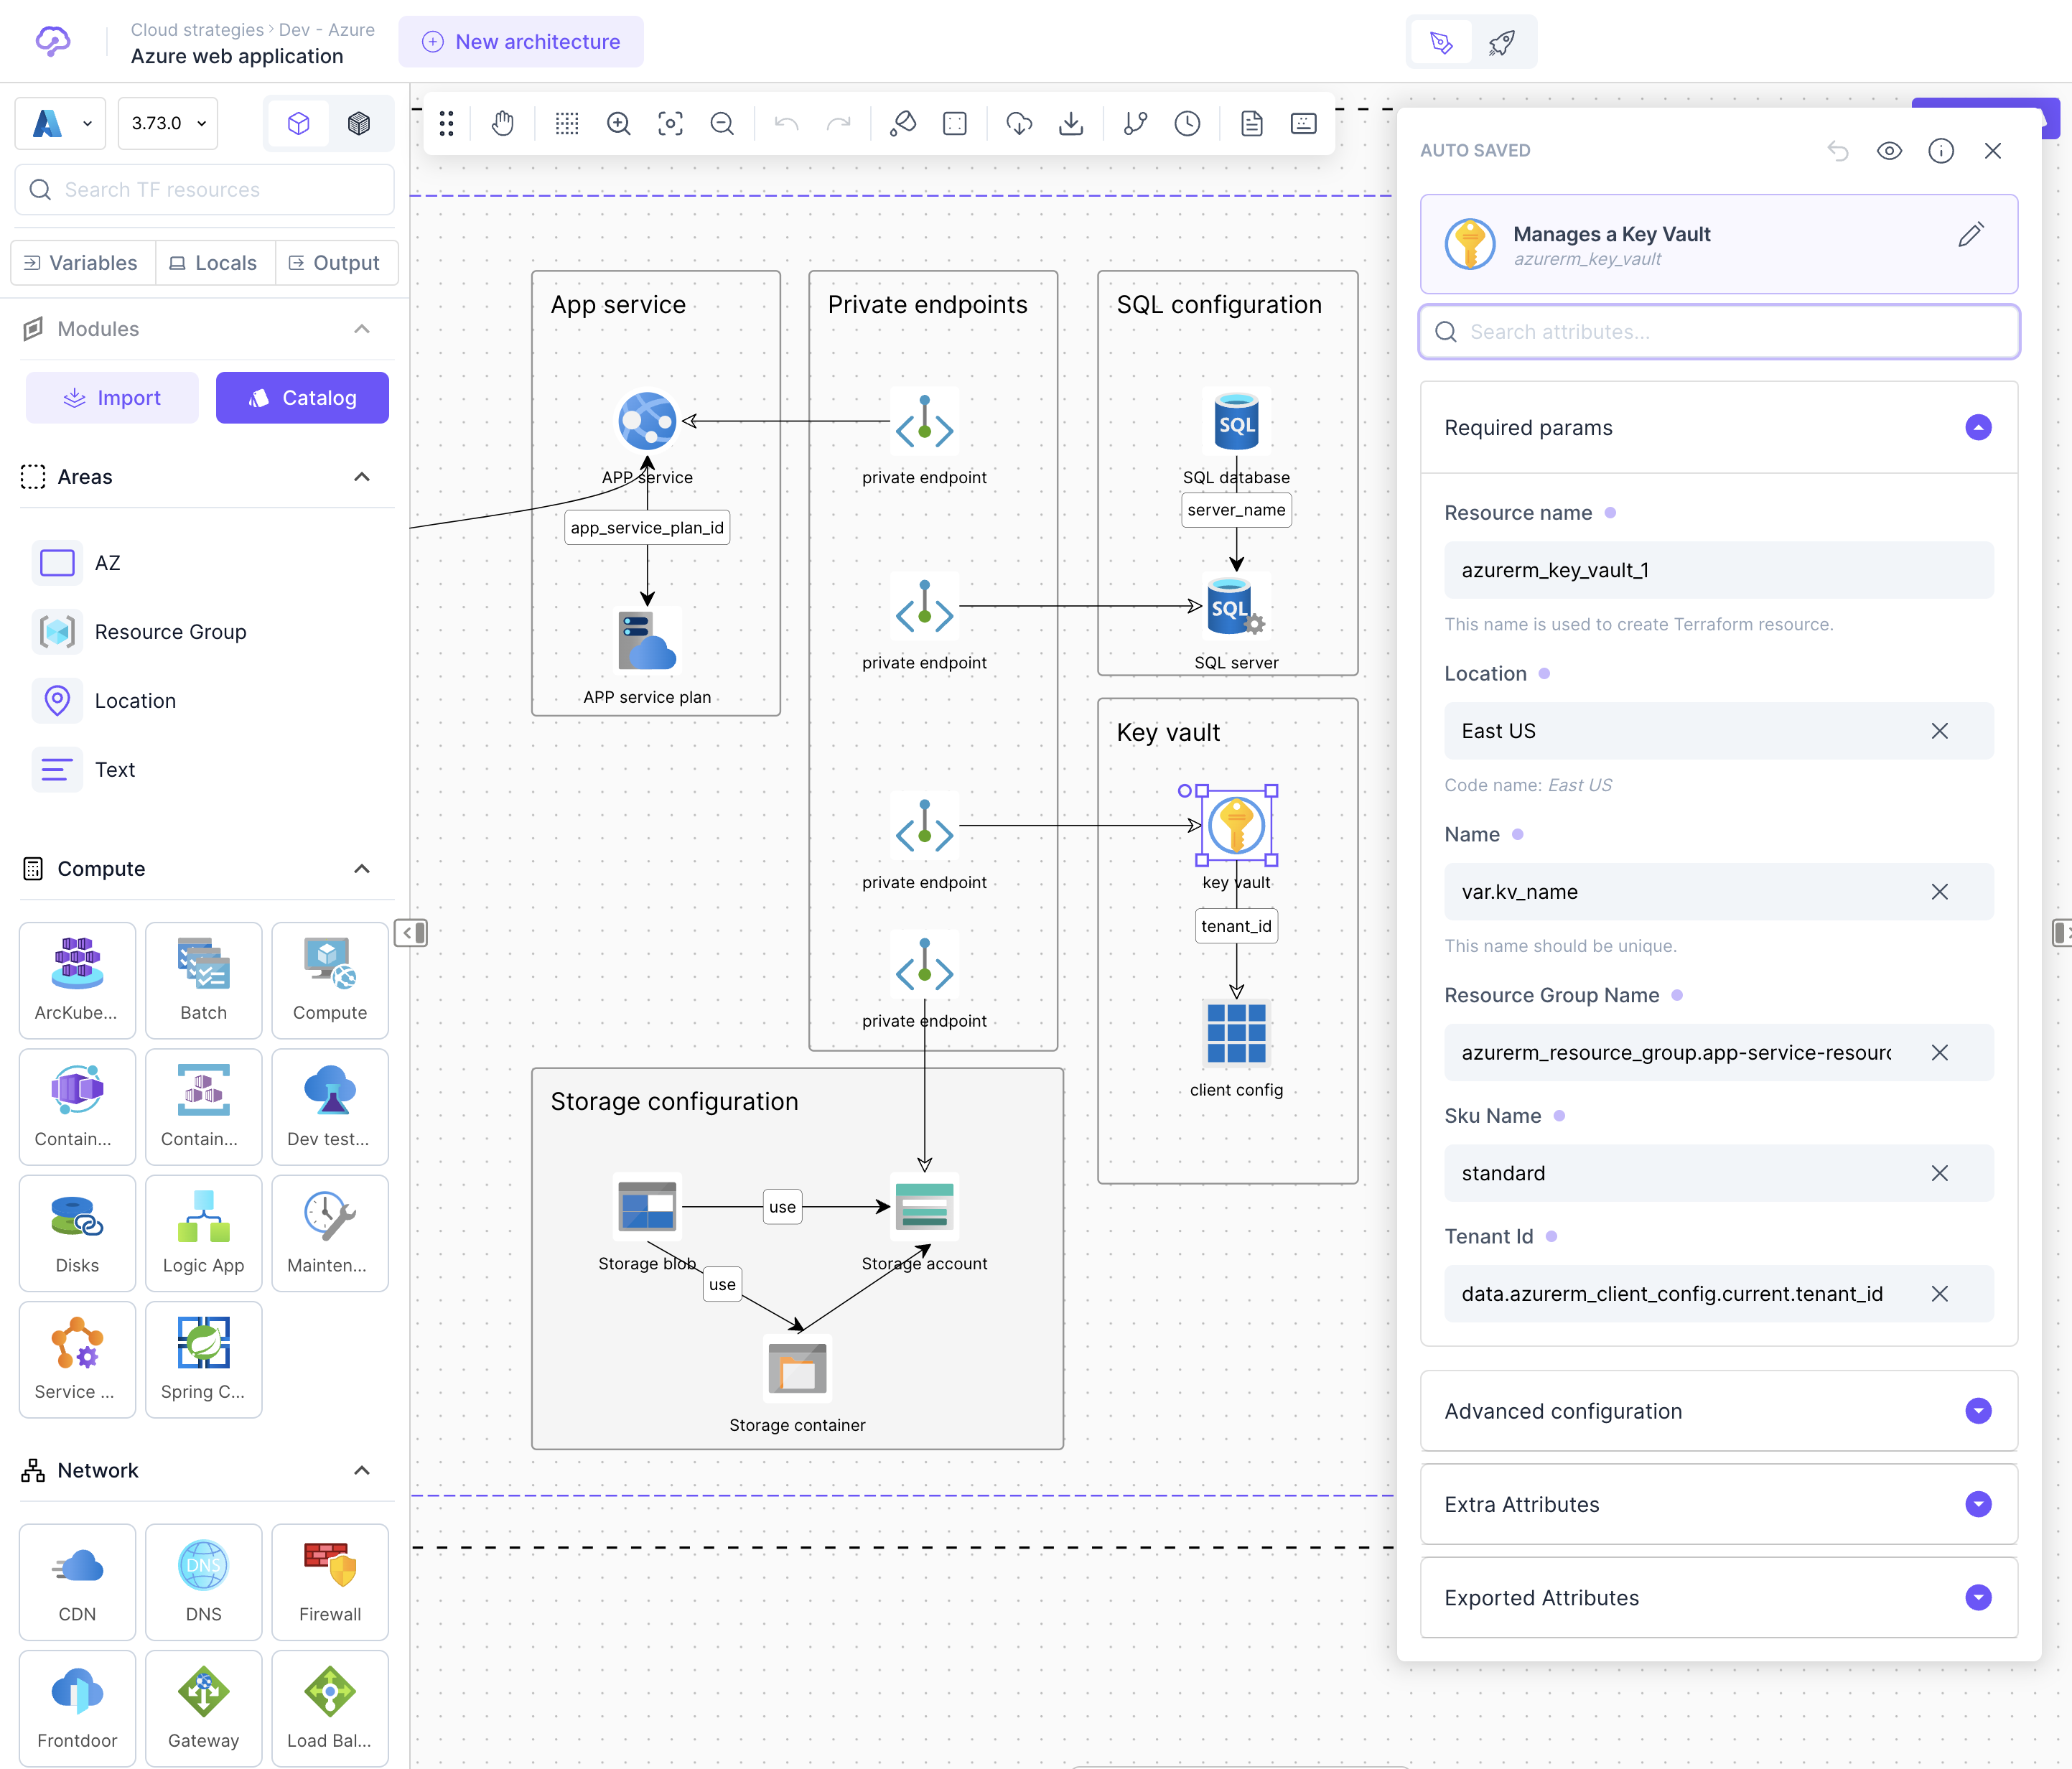 Cloud strategies › Dev - Azure
Azure web application
New architecture
3.73.0
Search TF resources
Variables
Locals
Output
Modules
Import
Catalog
Areas
AZ
Resource Group
Location
Text
Compute
ArcKube...
Batch
Compute
Contain...
Contain...
Dev test...
Disks
Logic App
Mainten...
Service ...
Spring C...
Network
CDN
DNS
DNS
Firewall
Frontdoor
Gateway
Load Bal...
App service
APP service
app_service_plan_id
APP service plan
Private endpoints
private endpoint
private endpoint
private endpoint
private endpoint
SQL configuration
SQL
SQL database
server_name
SQL
SQL server
Key vault
key vault
tenant_id
client config
Storage configuration
use
Storage blob
Storage account
use
Storage container
AUTO SAVED
Manages a Key Vault
azurerm_key_vault
Search attributes...
Required params
Resource name
azurerm_key_vault_1
This name is used to create Terraform resource.
Location
East US
Code name: East US
Name
var.kv_name
This name should be unique.
Resource Group Name
azurerm_resource_group.app-service-resourc
Sku Name
standard
Tenant Id
data.azurerm_client_config.current.tenant_id
Advanced configuration
Extra Attributes
Exported Attributes